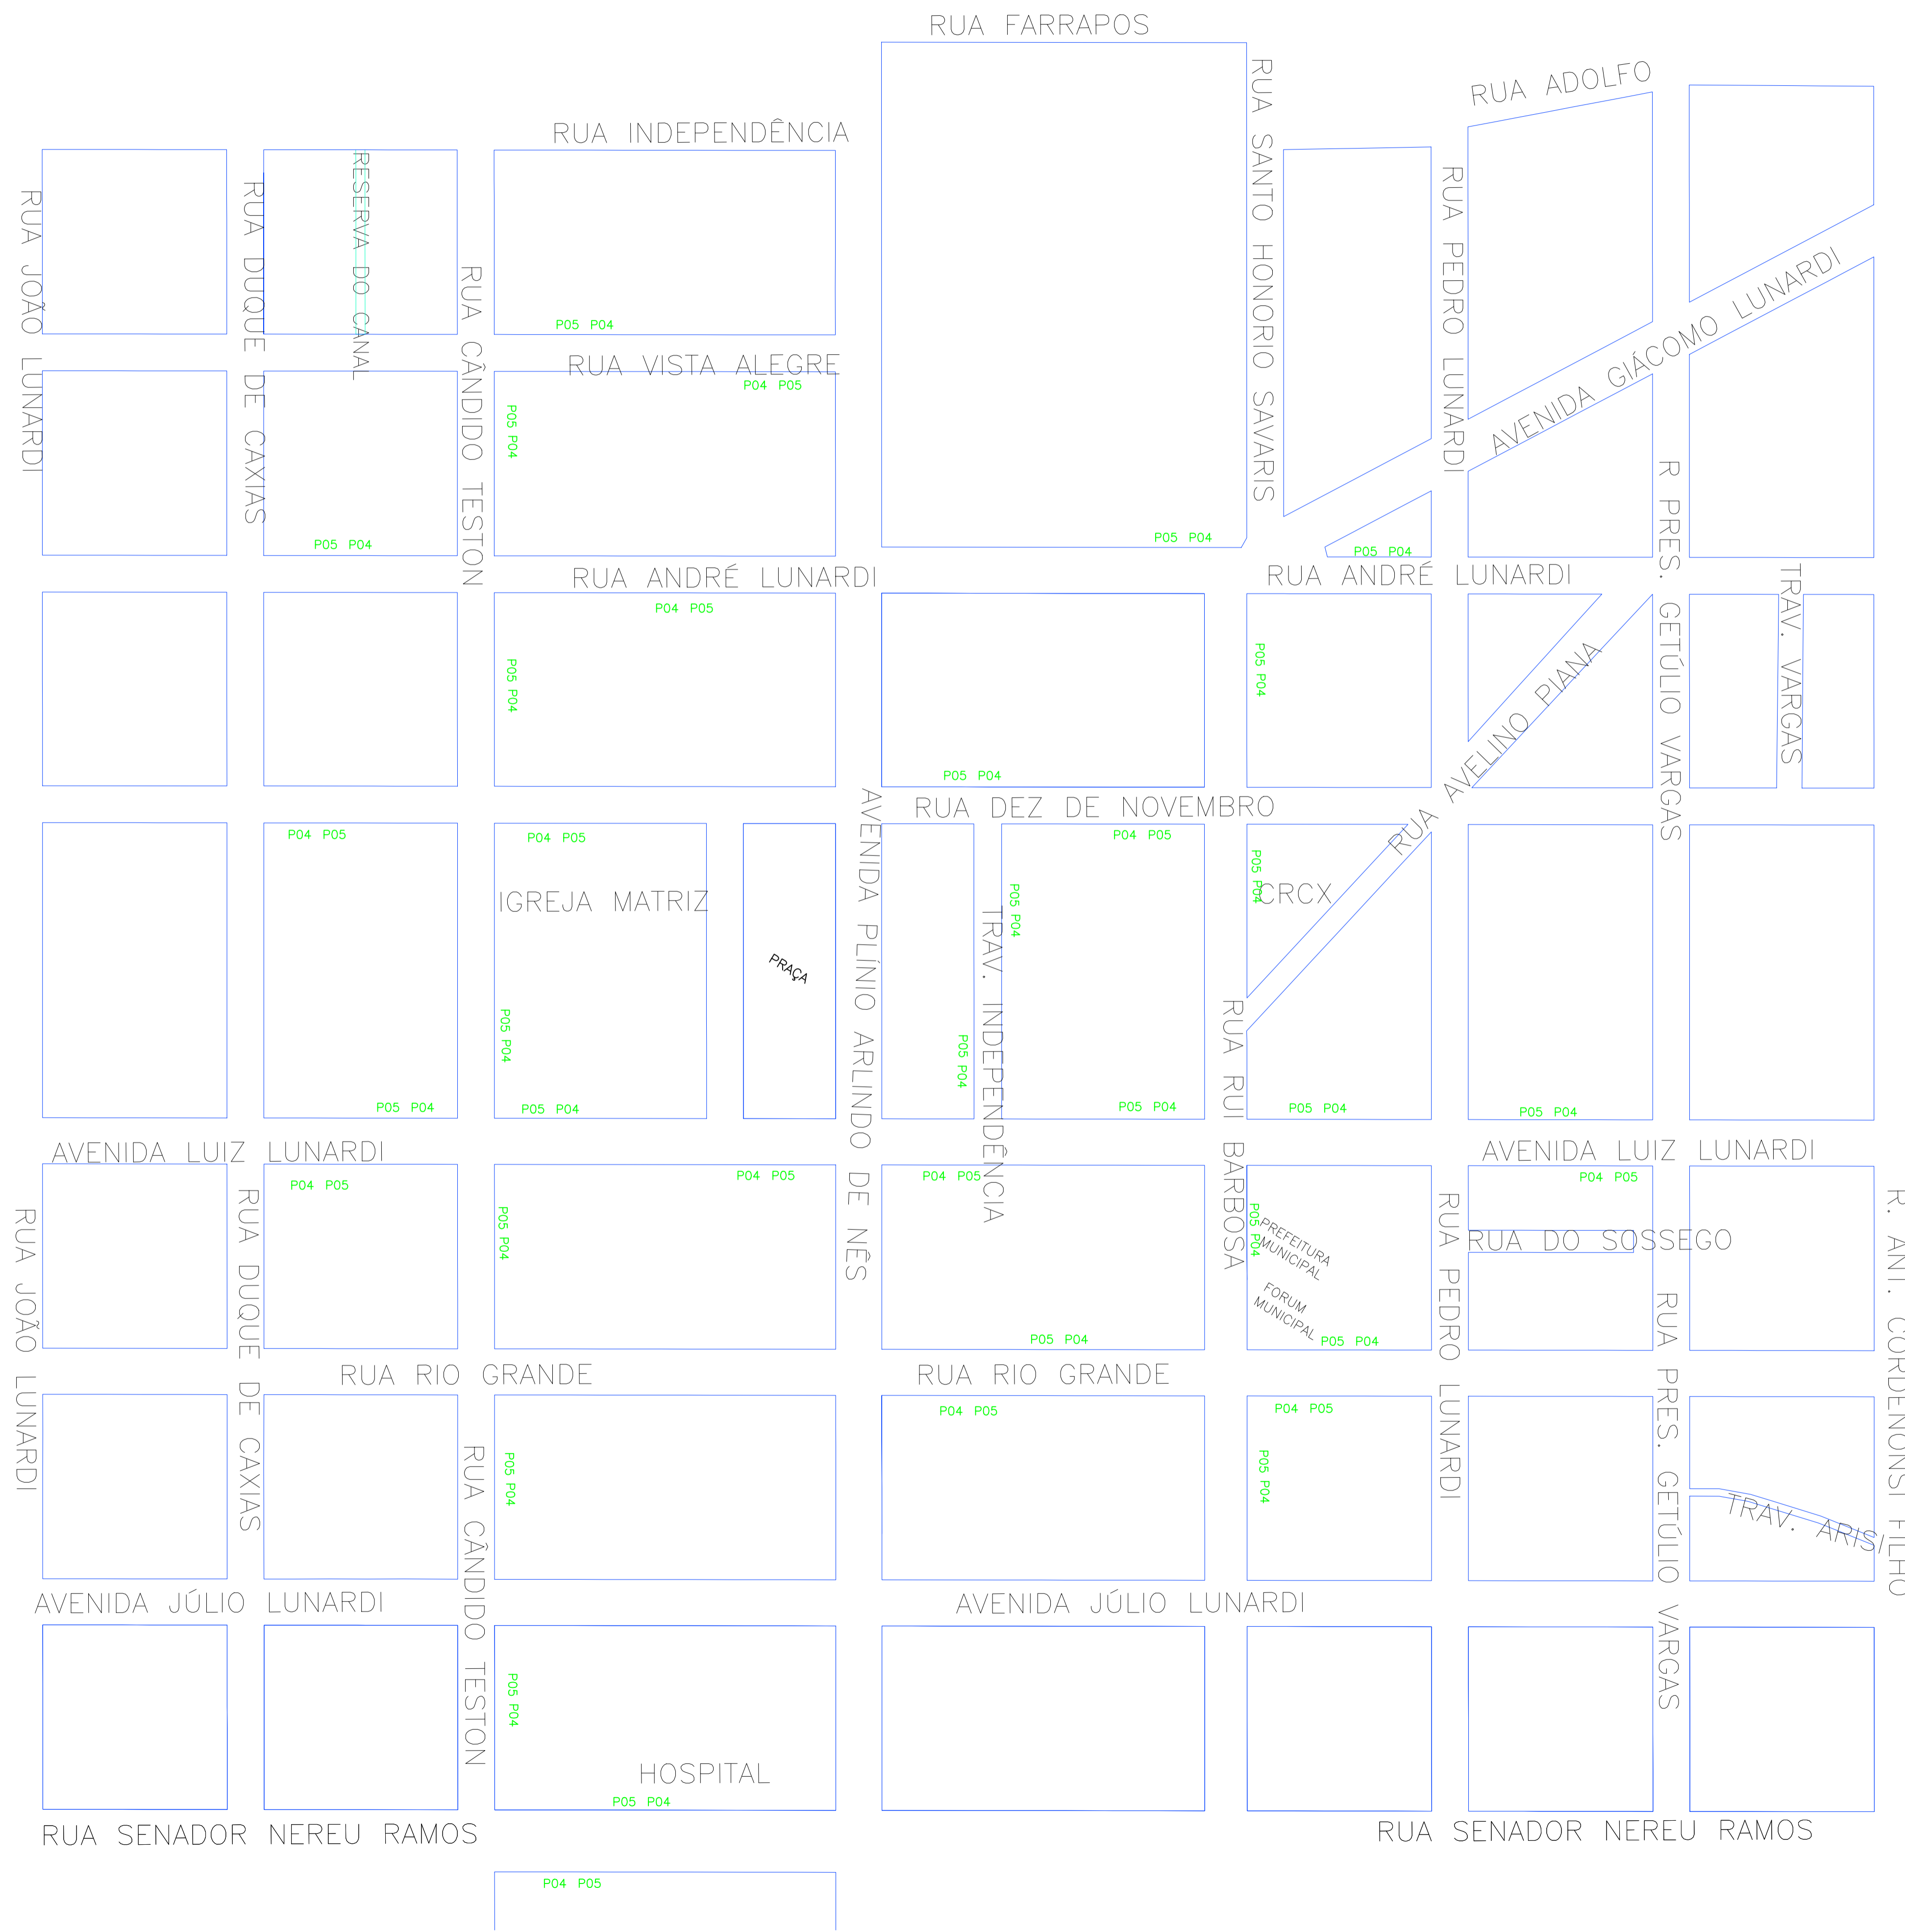 RUA FARRAPOS
RUA ADOLFO
RUA INDEPENDÊNCIA
RUA SANTO HONORIO SAVARIS
RUA PEDRO LUNARDI
RUA JOÃO LUNARDI
RUA DUQUE DE CAXIAS
RESERVA DO CANAL
RUA CÂNDIDO TESTON
AVENIDA GIÁCOMO LUNARDI
P05 P04
RUA VISTA ALEGRE
P04 P05
P05 P04
R PRES. GETÚLIO VARGAS
P05 P04
P05 P04
P05 P04
RUA ANDRÉ LUNARDI
RUA ANDRÉ LUNARDI
TRAV. VARGAS
P04 P05
P05 P04
P05 P04
RUA AVELINO PIANA
P05 P04
AVENIDA PLÍNIO ARLINDO DE NÊS
RUA DEZ DE NOVEMBRO
P04 P05
P04 P05
P04 P05
P05 P04
CRCX
IGREJA MATRIZ
P05 P04
TRAV. INDEPENDÊNCIA
PRAÇA
RUA RUI BARBOSA
P05 P04
P05 P04
P05 P04
P05 P04
P05 P04
P05 P04
P05 P04
AVENIDA LUIZ LUNARDI
AVENIDA LUIZ LUNARDI
P04 P05
P04 P05
P04 P05
P04 P05
RUA JOÃO LUNARDI
RUA DUQUE DE CAXIAS
P05 P04
P05 P04
PREFEITURA
MUNICIPAL
FORUM
MUNICIPAL
RUA PEDRO LUNARDI
RUA DO SOSSEGO
RUA PRES. GETÚLIO VARGAS
R. ANT. CORDENONSI FILHO
P05 P04
P05 P04
RUA RIO GRANDE
RUA RIO GRANDE
P04 P05
P04 P05
RUA CÂNDIDO TESTON
P05 P04
P05 P04
TRAV. ARISI
AVENIDA JÚLIO LUNARDI
AVENIDA JÚLIO LUNARDI
P05 P04
HOSPITAL
P05 P04
RUA SENADOR NEREU RAMOS
RUA SENADOR NEREU RAMOS
P04 P05